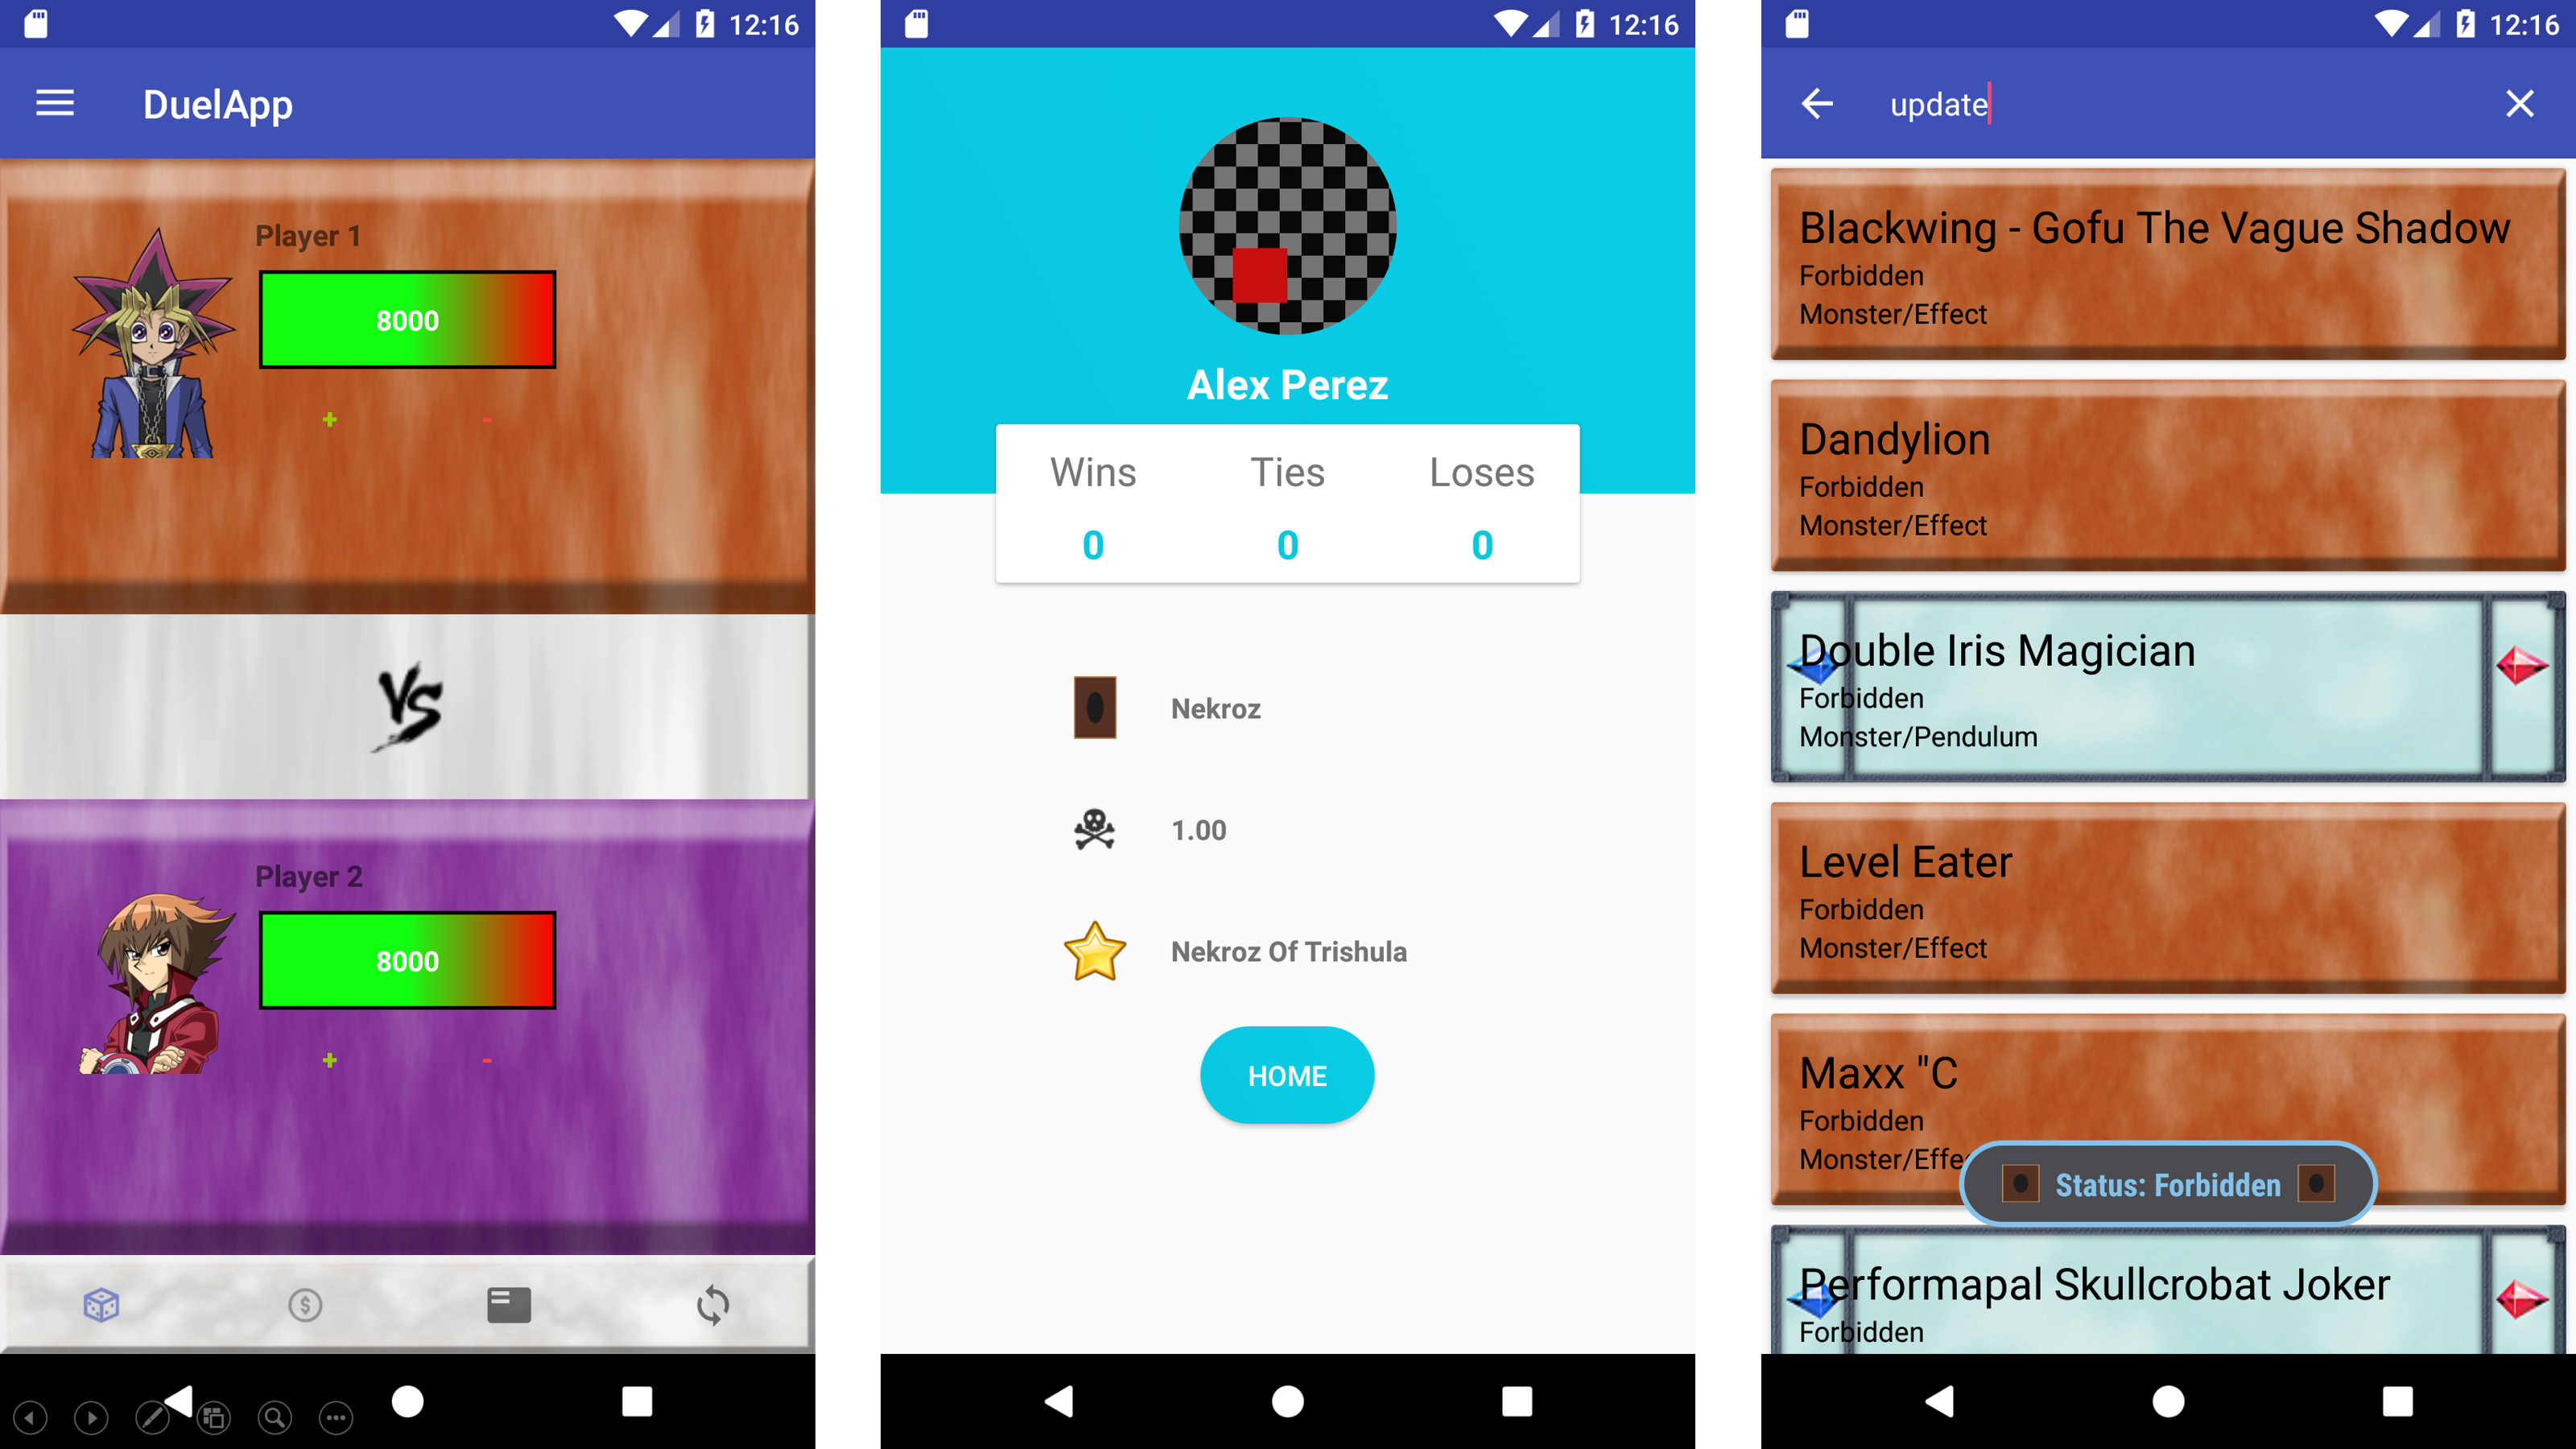 12:16
DuelApp
Player 1
8000
+ -
VS
Player 2
8000
+ -
12:16
Alex Perez
Wins Ties Loses
0 0 0
Nekroz
1.00
Nekroz Of Trishula
HOME
12:16
update
Blackwing - Gofu The Vague Shadow
Forbidden
Monster/Effect
Dandylion
Forbidden
Monster/Effect
Double Iris Magician
Forbidden
Monster/Pendulum
Level Eater
Forbidden
Monster/Effect
Maxx "C
Forbidden
Monster/Effe
Status: Forbidden
Performapal Skullcrobat Joker
Forbidden